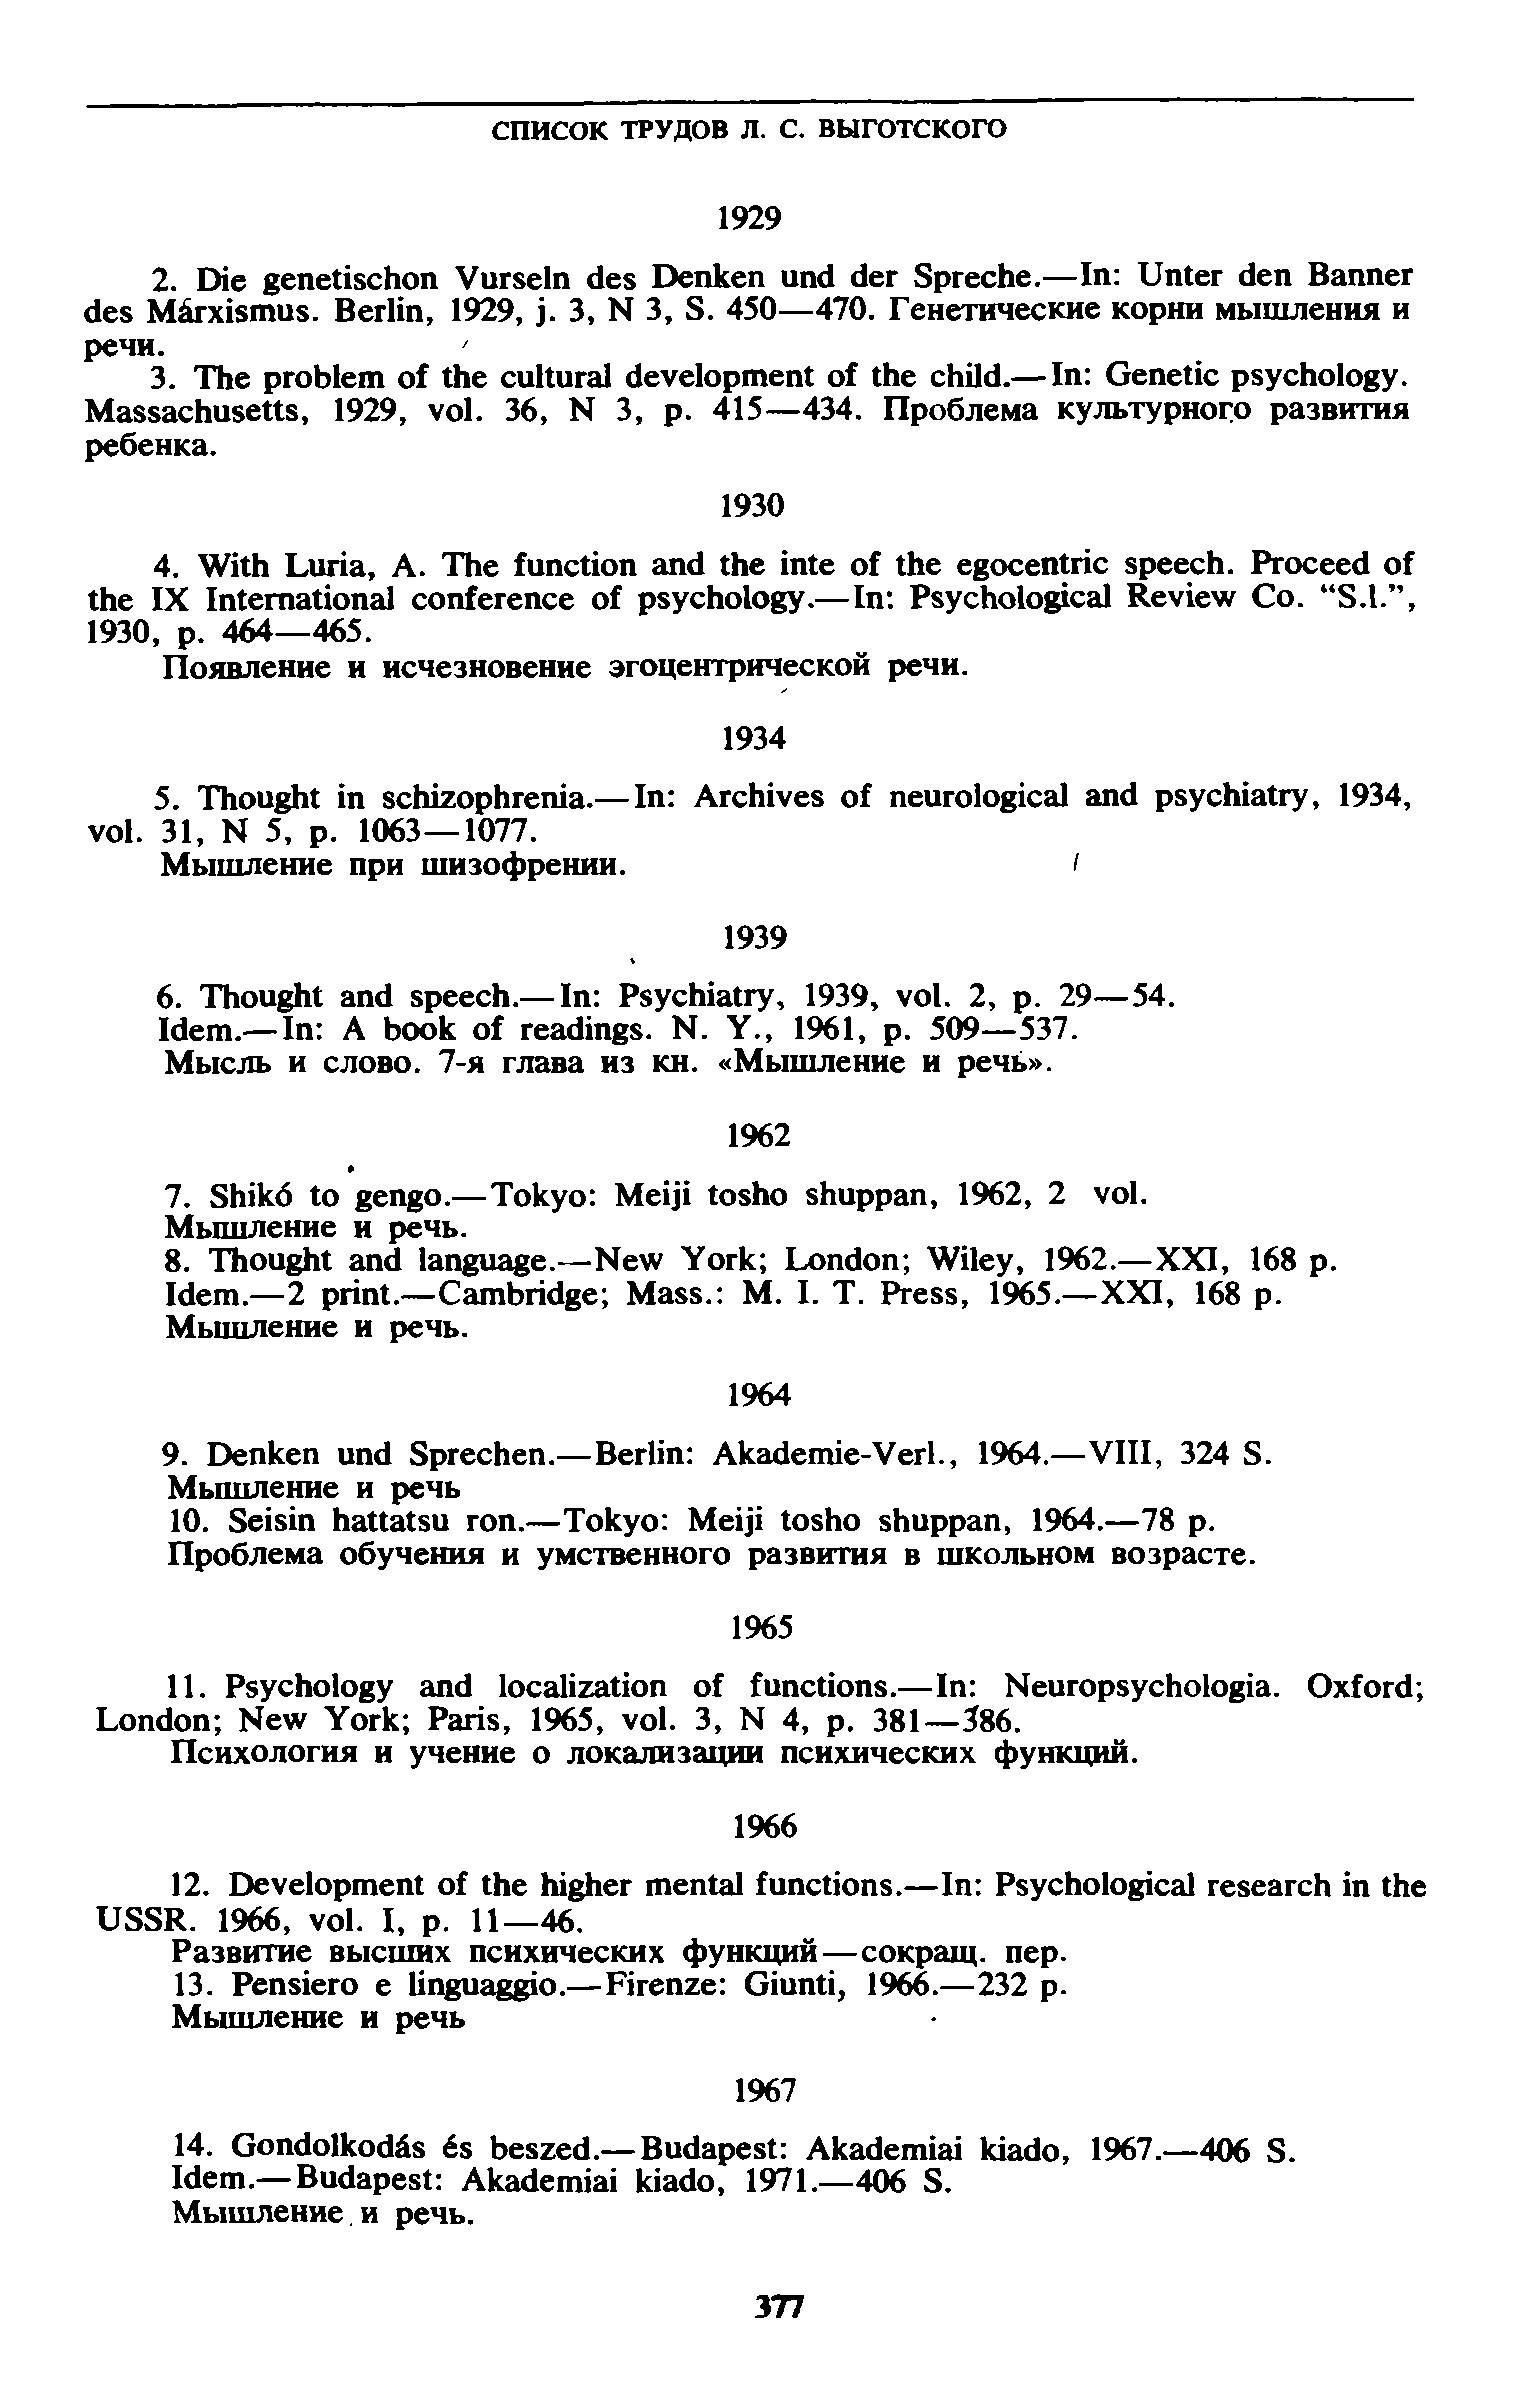 СПИСОК ТРУДОВ Л. С. ВЫГОТСКОГО
1929
2. Die genetischon Vurseln des Denken und der Spreche.—In: Unter den Banner
des Márxismus. Berlin, 1929, j. 3, N 3, S. 450—470. Генетические корни мышления и
речи.
3. The problem of the cultural development of the child.—In: Genetic psychology.
Massachusetts, 1929, vol. 36, N 3, p. 415—434. Проблема культурного развития
ребенка.
1930
4. With Luria, A. The function and the inte of the egocentric speech. Proceed of
the IX International conference of psychology.—In: Psychological Review Co. “S.l.”,
1930, p. 464—465.
Появление и исчезновение эгоцентрической речи.
1934
5. Thought in schizophrenia.—In: Archives of neurological and psychiatry, 1934,
vol. 31, N 5, p. 1063—1077.
Мышление при шизофрении.
1939
6. Thought and speech.—In: Psychiatry, 1939, vol. 2, p. 29—54.
Idem.—In: A book of readings. N. Y., 1961, p. 509—537.
Мысль и слово. 7-я глава из кн. «Мышление и речь».
1962
7. Shikó to gengo.—Tokyo: Meiji tosho shuppan, 1962, 2 vol.
Мышление и речь.
8. Thought and language.—New York; London; Wiley, 1962.—XXI, 168 p.
Idem.—2 print.—Cambridge; Mass.: M. I. T. Press, 1965.—XXI, 168 p.
Мышление и речь.
1964
9. Denken und Sprechen.—Berlin: Akademie-Verl., 1964.—VIII, 324 S.
Мышление и речь
10. Seisin hattatsu ron.—Tokyo: Meiji tosho shuppan, 1964.—78 p.
Проблема обучения и умственного развития в школьном возрасте.
1965
11. Psychology and localization of functions.—In: Neuropsychologia. Oxford;
London; New York; Paris, 1965, vol. 3, N 4, p. 381—386.
Психология и учение о локализации психических функций.
1966
12. Development of the higher mental functions.—In: Psychological research in the
USSR. 1966, vol. I, p. 11—46.
Развитие высших психических функций—сокращ. пер.
13. Pensiero e linguaggio.—Firenze: Giunti, 1966.—232 p.
Мышление и речь
1967
14. Gondolkodás és beszed.—Budapest: Akademiai kiado, 1967.—406 S.
Idem.—Budapest: Akademiai kiado, 1971.—406 S.
Мышление и речь.
377